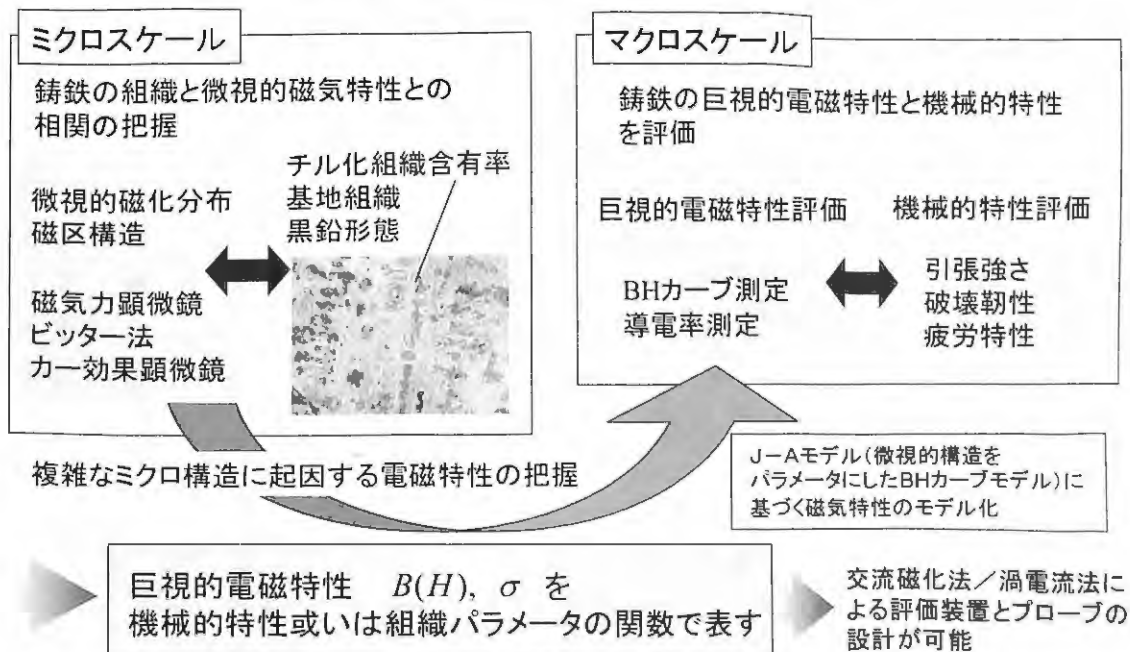 ミクロスケール
鋳鉄の組織と微視的磁気特性との
相関の把握
チル化組織含有率
基地組織
黒鉛形態
微視的磁化分布
磁区構造
磁気力顕微鏡
ビッター法
カー効果顕微鏡
マクロスケール
鋳鉄の巨視的電磁特性と機械的特性
を評価
巨視的電磁特性評価
機械的特性評価
BHカーブ測定
導電率測定
引張強さ
破壊靭性
疲労特性
複雑なミクロ構造に起因する電磁特性の把握
J-Aモデル(微視的構造を
パラメータにしたBHカーブモデル)に
基づく磁気特性のモデル化
巨視的電磁特性 B(H), σ を
機械的特性或いは組織パラメータの関数で表す
交流磁化法/渦電流法に
よる評価装置とプローブの
設計が可能